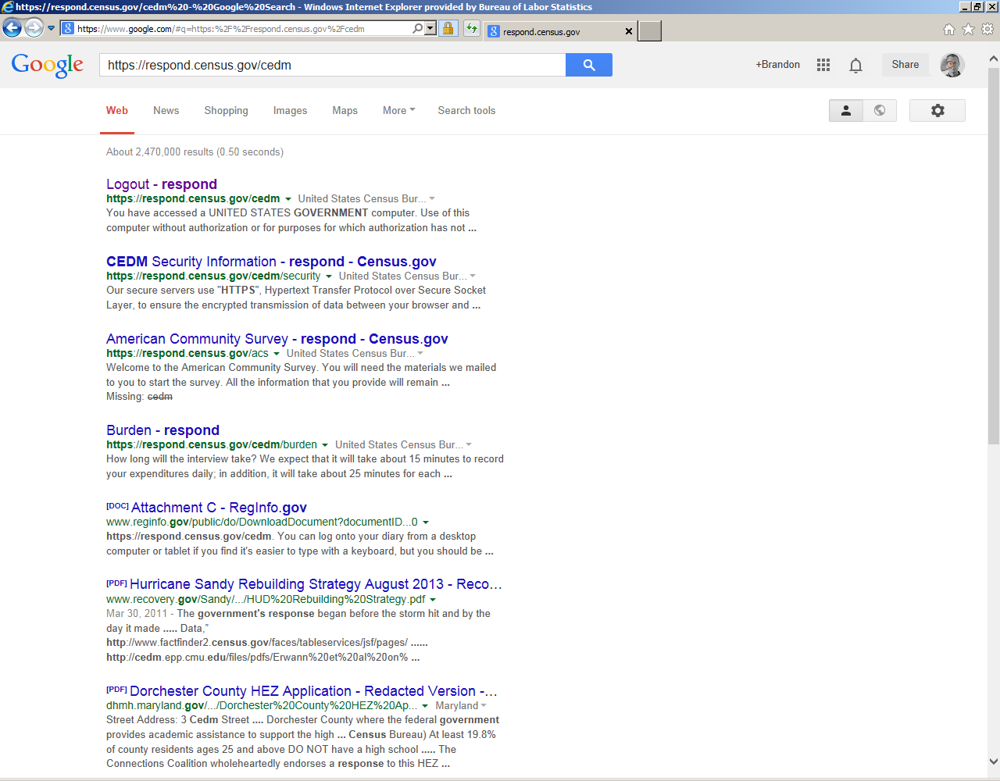 https://respond.census.gov/cedm%20-%20Google%20Search - Windows Internet Explorer provided by Bureau of Labor Statistics
https://www.google.com/#q=https:%2F%2Frespond.census.gov%2Fcedm
respond.census.gov
Google
https://respond.census.gov/cedm
+Brandon
Share
Web News Shopping Images Maps More Search tools
About 2,470,000 results (0.50 seconds)
Logout - respond
https://respond.census.gov/cedm United States Census Bur...
You have accessed a UNITED STATES GOVERNMENT computer. Use of this
computer without authorization or for purposes for which authorization has not ...
CEDM Security Information - respond - Census.gov
https://respond.census.gov/cedm/security United States Census Bur...
Our secure servers use "HTTPS", Hypertext Transfer Protocol over Secure Socket
Layer, to ensure the encrypted transmission of data between your browser and ...
American Community Survey - respond - Census.gov
https://respond.census.gov/acs United States Census Bur...
Welcome to the American Community Survey. You will need the materials we mailed
to you to start the survey. All the information that you provide will remain ...
Missing: cedm
Burden - respond
https://respond.census.gov/cedm/burden United States Census Bur...
How long will the interview take? We expect that it will take about 15 minutes to record
your expenditures daily; in addition, it will take about 25 minutes for each ...
[DOC] Attachment C - RegInfo.gov
www.reginfo.gov/public/do/DownloadDocument?documentID...0
https://respond.census.gov/cedm. You can log onto your diary from a desktop
computer or tablet if you find it's easier to type with a keyboard, but you should be ...
[PDF] Hurricane Sandy Rebuilding Strategy August 2013 - Reco...
www.recovery.gov/Sandy/.../HUD%20Rebuilding%20Strategy.pdf
Mar 30, 2011 - The government's response began before the storm hit and by the
day it made ..... Data,”
http://www.factfinder2.census.gov/faces/tableservices/jsf/pages/ ......
http://cedm.epp.cmu.edu/files/pdfs/Erwann%20et%20al%20on% ...
[PDF] Dorchester County HEZ Application - Redacted Version -...
dhmh.maryland.gov/.../Dorchester%20County%20HEZ%20Ap... Maryland
Street Address: 3 Cedm Street .... Dorchester County where the federal government
provides academic assistance to support the high ... Census Bureau) At least 19.8%
of county residents ages 25 and above DO NOT have a high school ..... The
Connections Coalition wholeheartedly endorses a response to this HEZ ...